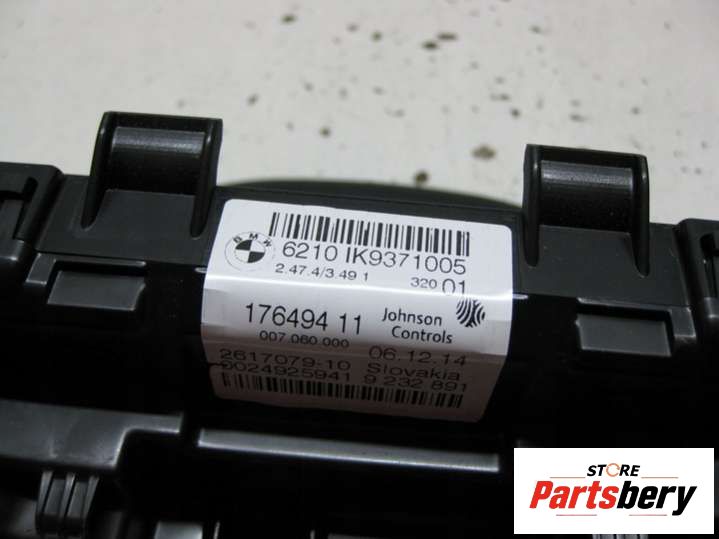 BMW
6210 IK9371005
2.47.4/3.49 1 320 01
176494 11 Johnson Controls
007.060.000 06.12.14
2617079-10 Slovakia
0024925941 9 232 891
STORE
Partsbery